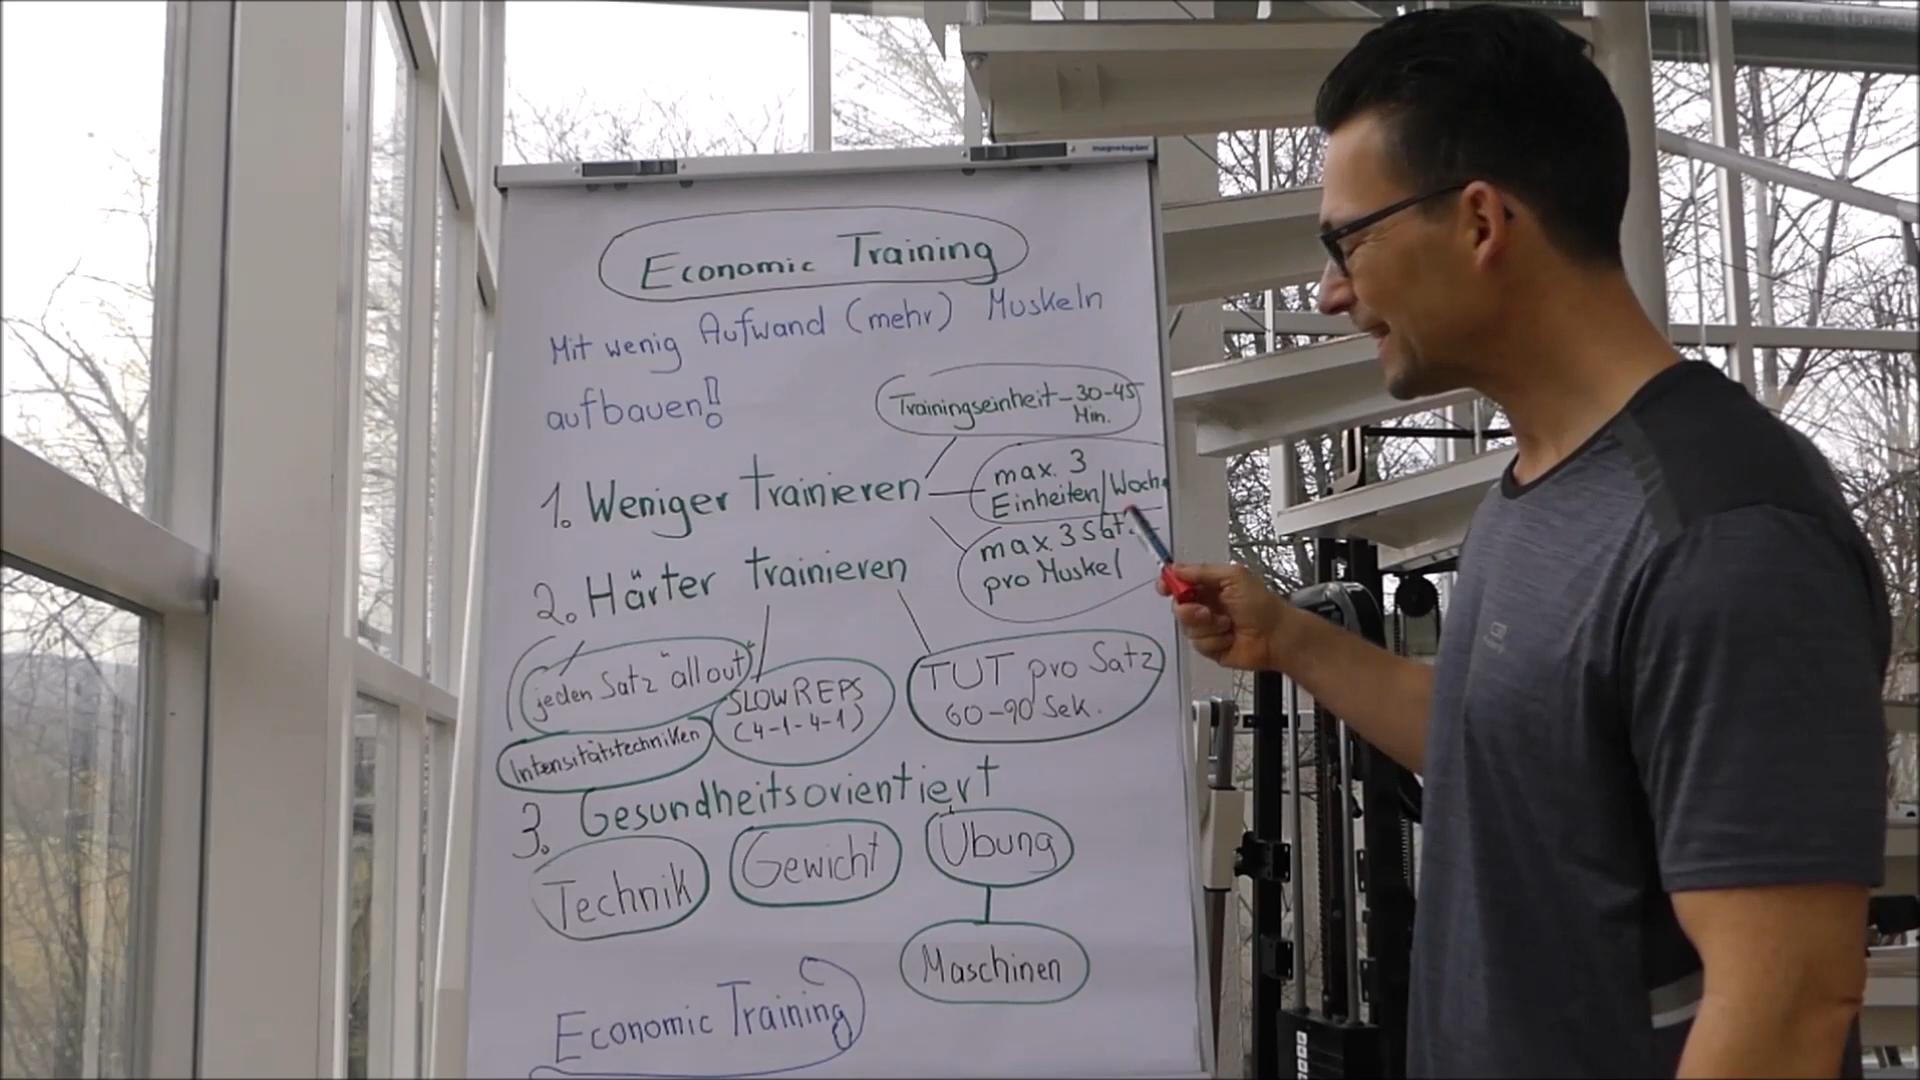 magnetoplan
Economic Training
Mit wenig Aufwand (mehr) Muskeln
aufbauen!
Trainingseinheit - 30-45
Min.
1. Weniger trainieren
max. 3
Einheiten/Woche
max. 3 Sätze
pro Muskel
2. Härter trainieren
jeden Satz "all out"
Intensitätstechniken
SLOW REPS
(4-1-4-1)
TUT pro Satz
60-90 Sek.
3. Gesundheitsorientiert
Technik
Gewicht
Übung
Maschinen
Economic Training